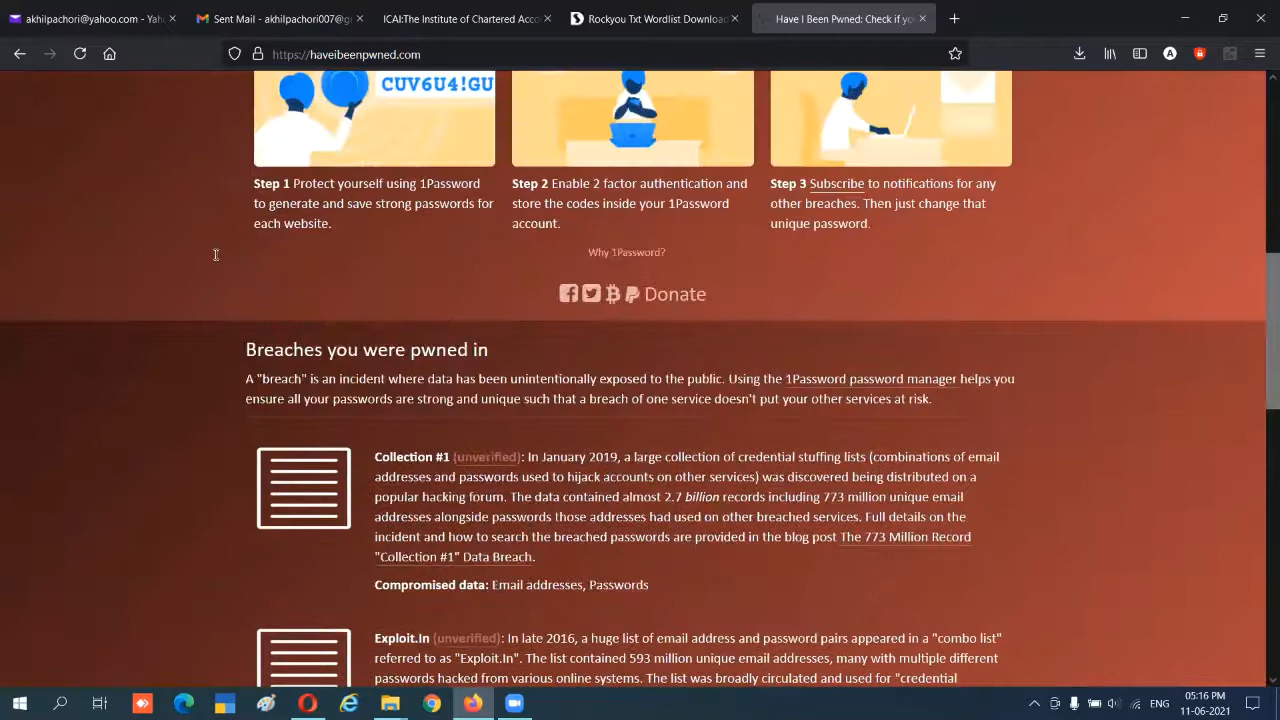 akhilpachori@yahoo.com - Yah
Sent Mail - akhilpachori007@g
ICAI:The Institute of Chartered Acco
Rockyou Txt Wordlist Download
Have I Been Pwned: Check if yo
https://haveibeenpwned.com
A
CUV6U4!GU
Step 1 Protect yourself using 1Password
to generate and save strong passwords for
each website.
Step 2 Enable 2 factor authentication and
store the codes inside your 1Password
account.
Step 3 Subscribe to notifications for any
other breaches. Then just change that
unique password.
Why 1Password?
Donate
Breaches you were pwned in
A "breach" is an incident where data has been unintentionally exposed to the public. Using the 1Password password manager helps you
ensure all your passwords are strong and unique such that a breach of one service doesn't put your other services at risk.
Collection #1 (unverified): In January 2019, a large collection of credential stuffing lists (combinations of email
addresses and passwords used to hijack accounts on other services) was discovered being distributed on a
popular hacking forum. The data contained almost 2.7 billion records including 773 million unique email
addresses alongside passwords those addresses had used on other breached services. Full details on the
incident and how to search the breached passwords are provided in the blog post The 773 Million Record
"Collection #1" Data Breach.
Compromised data: Email addresses, Passwords
Exploit.In (unverified): In late 2016, a huge list of email address and password pairs appeared in a "combo list"
referred to as "Exploit.In". The list contained 593 million unique email addresses, many with multiple different
passwords hacked from various online systems. The list was broadly circulated and used for "credential
ENG
05:16 PM
11-06-2021